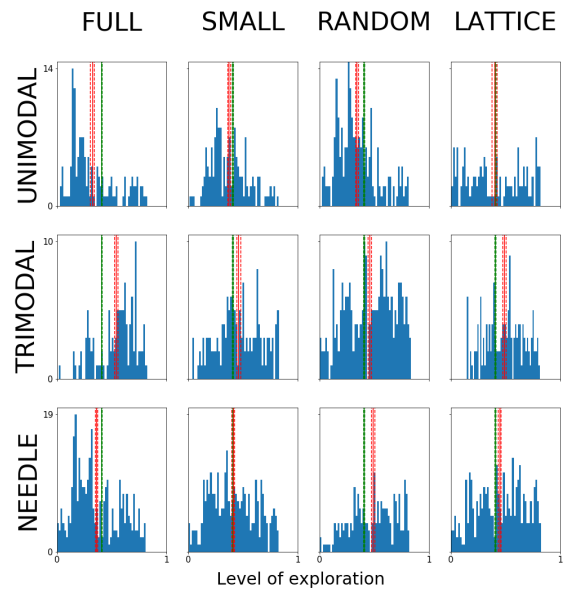 FULL SMALL RANDOM LATTICE
UNIMODAL
14
0
TRIMODAL
10
0
NEEDLE
19
0
0 1 0 1 0 1 0 1
Level of exploration